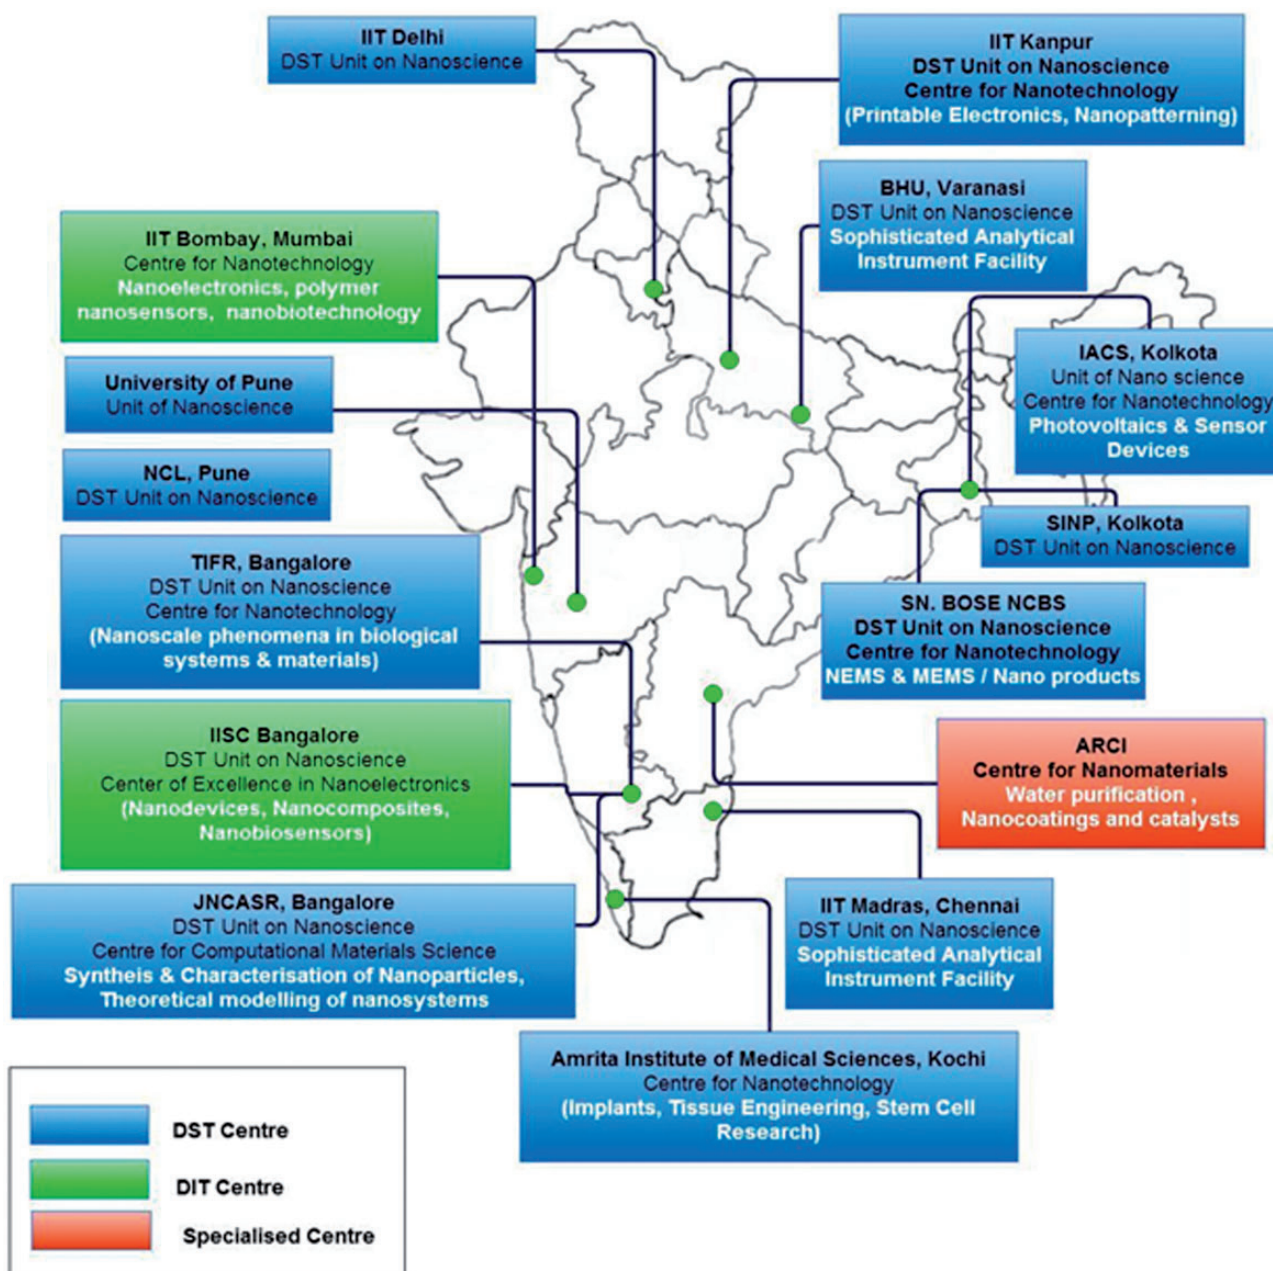 IIT Delhi
DST Unit on Nanoscience
IIT Kanpur
DST Unit on Nanoscience
Centre for Nanotechnology
(Printable Electronics, Nanopatterning)
BHU, Varanasi
DST Unit on Nanoscience
Sophisticated Analytical
Instrument Facility
IIT Bombay, Mumbai
Centre for Nanotechnology
Nanoelectronics, polymer
nanosensors, nanobiotechnology
IACS, Kolkota
Unit of Nano science
Centre for Nanotechnology
Photovoltaics & Sensor
Devices
University of Pune
Unit of Nanoscience
NCL, Pune
DST Unit on Nanoscience
SINP, Kolkota
DST Unit on Nanoscience
TIFR, Bangalore
DST Unit on Nanoscience
Centre for Nanotechnology
(Nanoscale phenomena in biological
systems & materials)
SN. BOSE NCBS
DST Unit on Nanoscience
Centre for Nanotechnology
NEMS & MEMS / Nano products
IISC Bangalore
DST Unit on Nanoscience
Center of Excellence in Nanoelectronics
(Nanodevices, Nanocomposites,
Nanobiosensors)
ARCI
Centre for Nanomaterials
Water purification ,
Nanocoatings and catalysts
JNCASR, Bangalore
DST Unit on Nanoscience
Centre for Computational Materials Science
Syntheis & Characterisation of Nanoparticles,
Theoretical modelling of nanosystems
IIT Madras, Chennai
DST Unit on Nanoscience
Sophisticated Analytical
Instrument Facility
Amrita Institute of Medical Sciences, Kochi
Centre for Nanotechnology
(Implants, Tissue Engineering, Stem Cell
Research)
DST Centre
DIT Centre
Specialised Centre